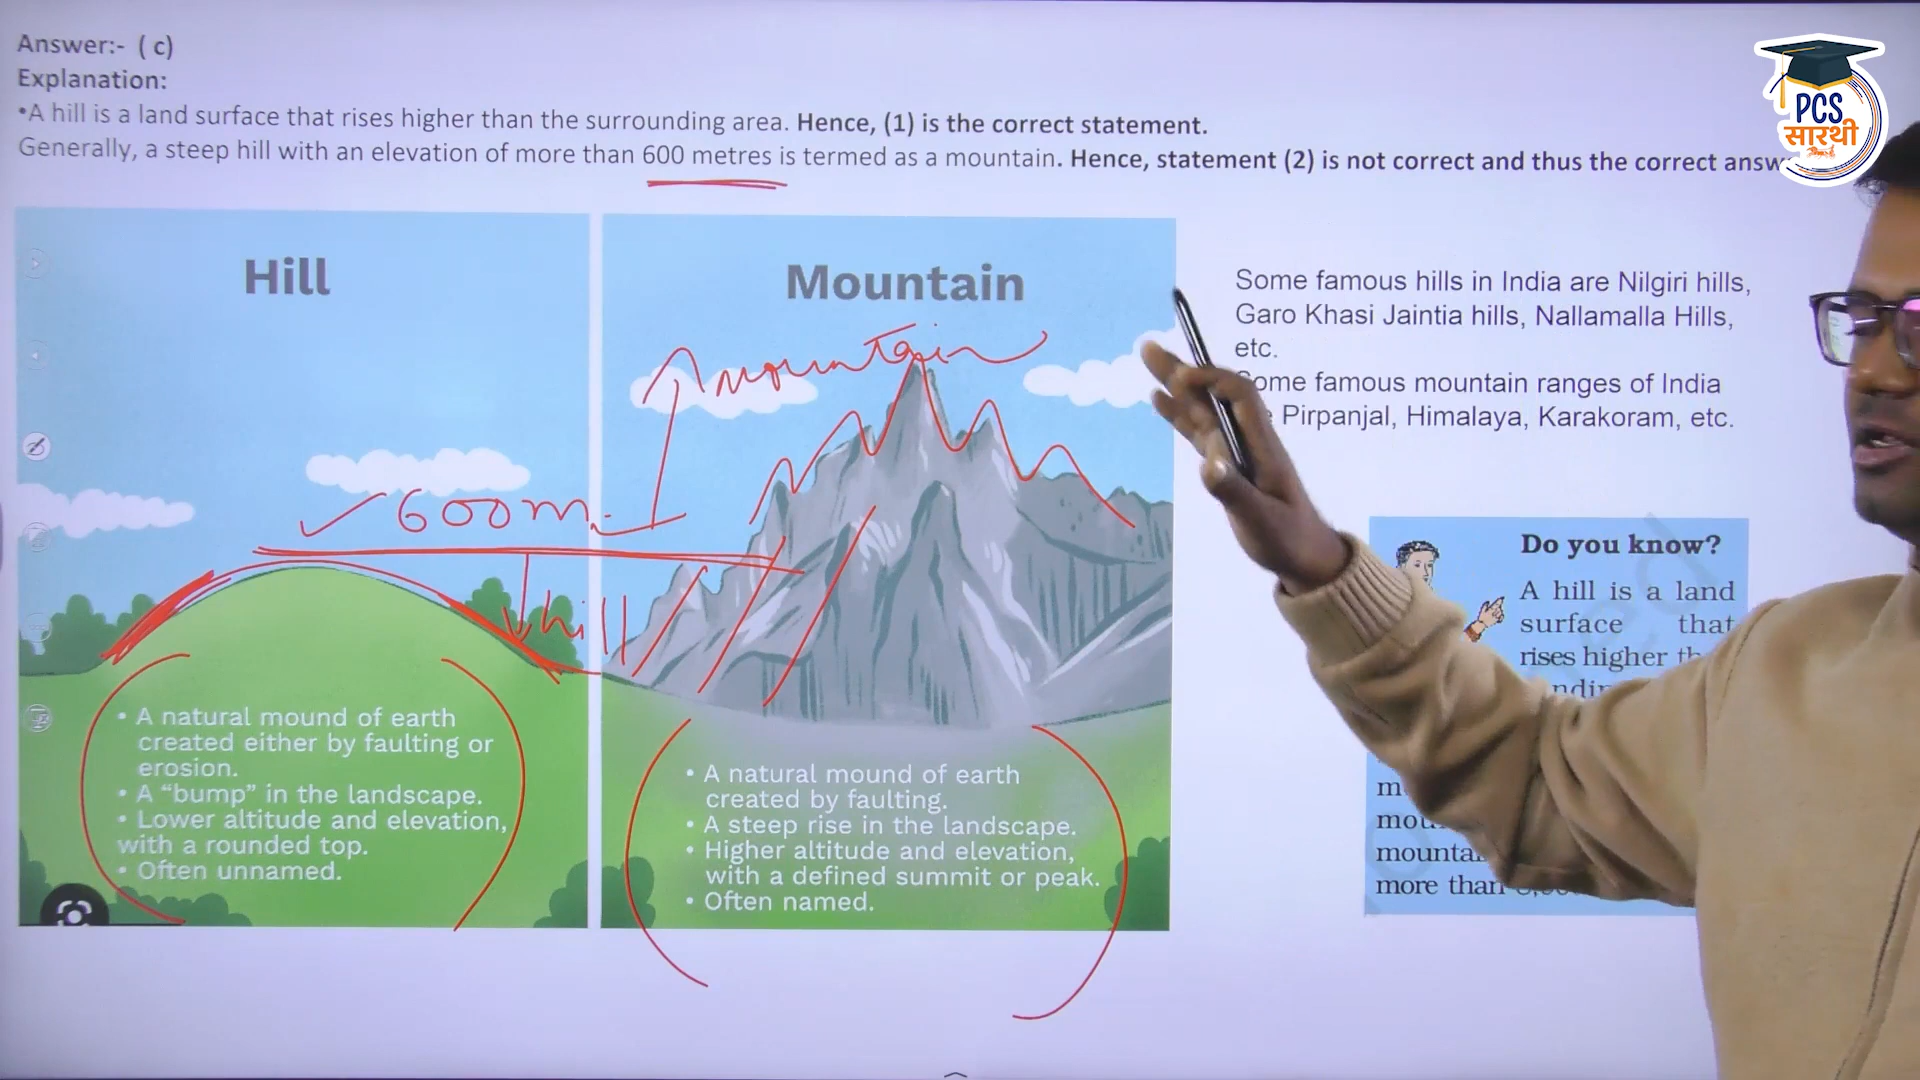 Answer:- ( c)
Explanation:
•A hill is a land surface that rises higher than the surrounding area. Hence, (1) is the correct statement.
Generally, a steep hill with an elevation of more than 600 metres is termed as a mountain. Hence, statement (2) is not correct and thus the correct
PCS
सारथी
Hill
Mountain
mountain
600m
hill
• A natural mound of earth
created either by faulting or
erosion.
• A “bump” in the landscape.
• Lower altitude and elevation,
with a rounded top.
• Often unnamed.
• A natural mound of earth
created by faulting.
• A steep rise in the landscape.
• Higher altitude and elevation,
with a defined summit or peak.
• Often named.
Some famous hills in India are Nilgiri hills,
Garo Khasi Jaintia hills, Nallamalla Hills,
etc.
Some famous mountain ranges of India
Pirpanjal, Himalaya, Karakoram, etc.
Do you know?
A hill is a land
surface that
rises higher
more than